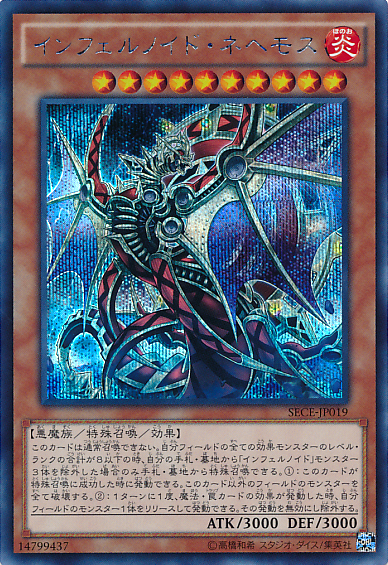 インフェルノイド・ネヘモス
炎
ほのお
SECE-JP019
【悪魔族/特殊召喚/効果】
このカードは通常召喚できない。自分フィールドの全ての効果モンスターのレベル・
ランクの合計が8以下の時、自分の手札・墓地から「インフェルノイド」モンスター
3体を除外した場合のみ手札・墓地から特殊召喚できる。①:このカードが
特殊召喚に成功した時に発動できる。このカード以外のフィールドのモンスターを
全て破壊する。②:1ターンに1度、魔法・罠カードの効果が発動した時、自分
フィールドのモンスター1体をリリースして発動できる。その発動を無効にし除外する。
ATK/3000 DEF/3000
14799437
©高橋和希 スタジオ・ダイス/集英社